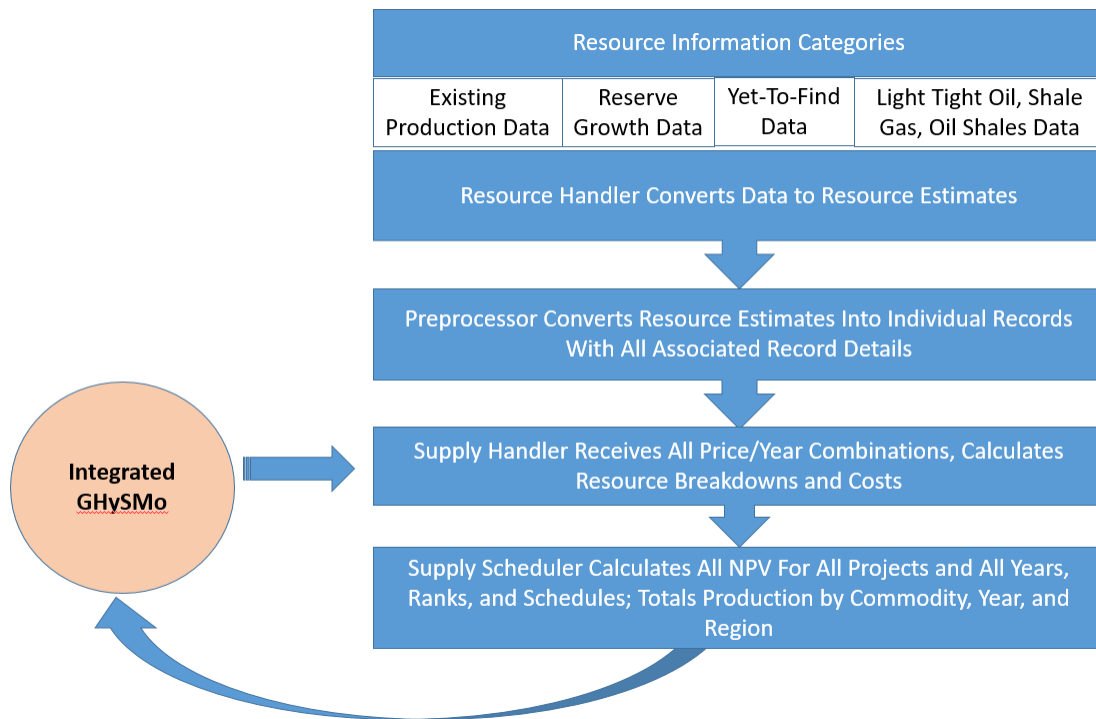 Resource Information Categories
Existing
Production Data
Reserve
Growth Data
Yet-To-Find
Data
Light Tight Oil, Shale
Gas, Oil Shales Data
Resource Handler Converts Data to Resource Estimates
Preprocessor Converts Resource Estimates Into Individual Records
With All Associated Record Details
Integrated
GHySMo
Supply Handler Receives All Price/Year Combinations, Calculates
Resource Breakdowns and Costs
Supply Scheduler Calculates All NPV For All Projects and All Years,
Ranks, and Schedules; Totals Production by Commodity, Year, and
Region